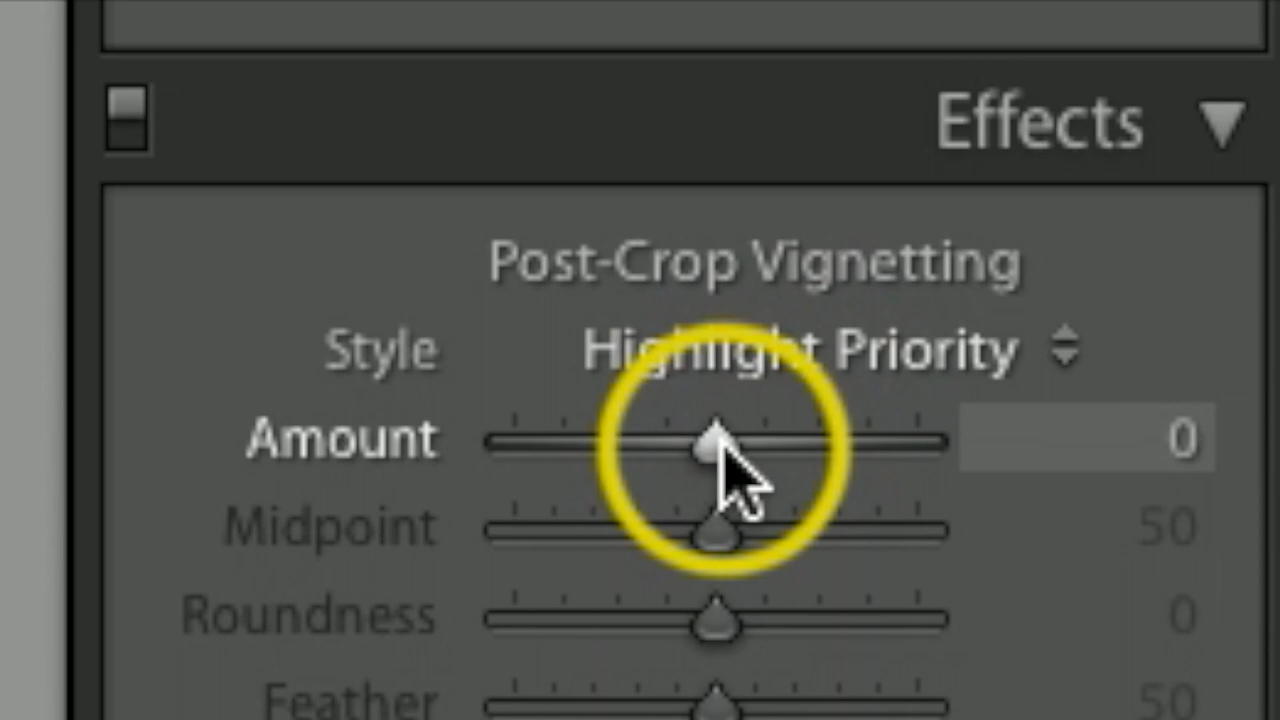 Effects
Post-Crop Vignetting
Style Highlight Priority
Amount 0
Midpoint 50
Roundness 0
Feather 50